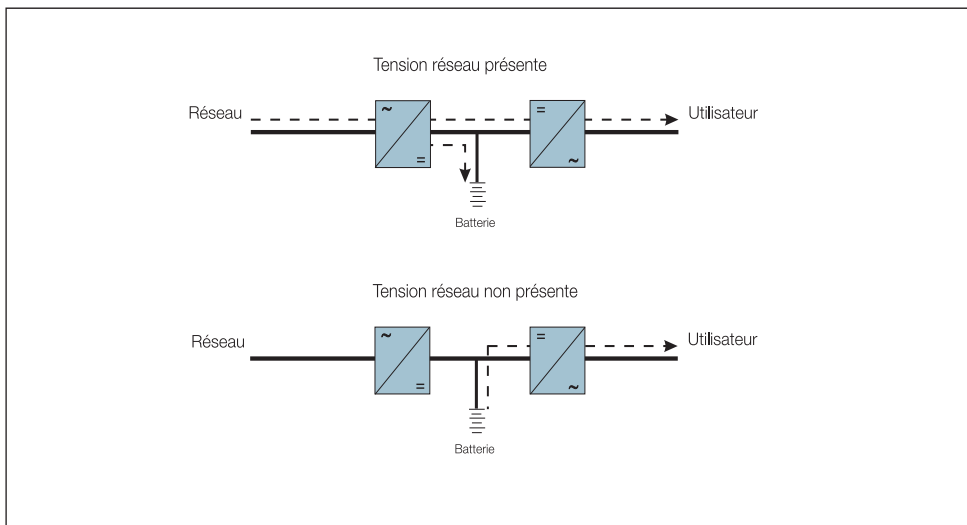 Tension réseau présente
Réseau
~
=
=
~
Utilisateur
Batterie
Tension réseau non présente
Réseau
~
=
=
~
Utilisateur
Batterie